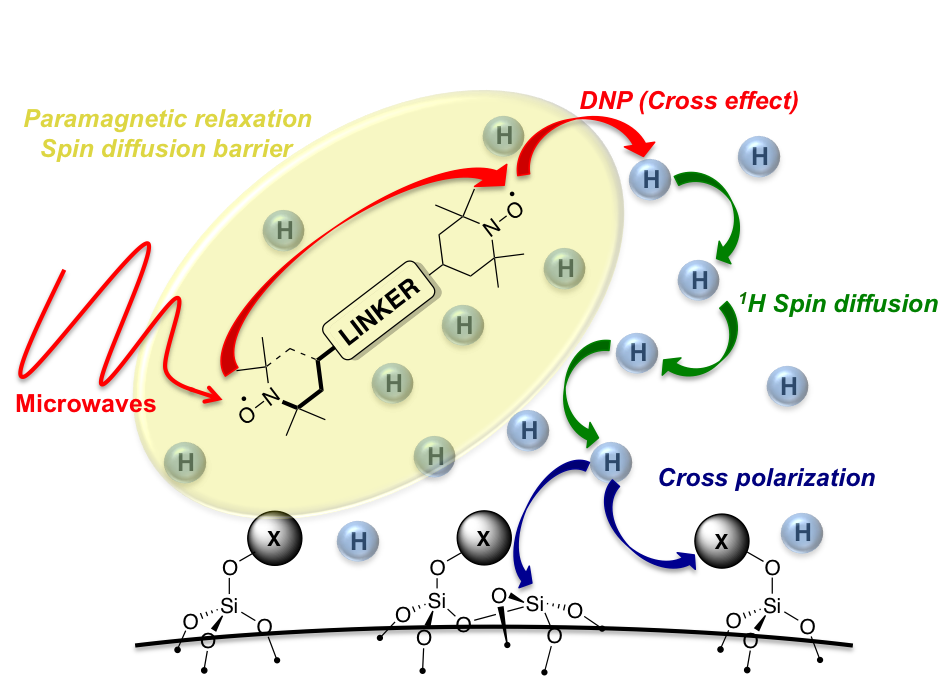 DNP (Cross effect)
Paramagnetic relaxation
Spin diffusion barrier
H
H
H
O
N
H
H
H
1H Spin diffusion
LINKER
H
H
H
H
Microwaves
N
O
H
H
H
H
Cross polarization
X
X
X
H
H
O
O
O
Si
Si
O
Si
O
Si
O
O
O
O
O
O
O
O
O
O